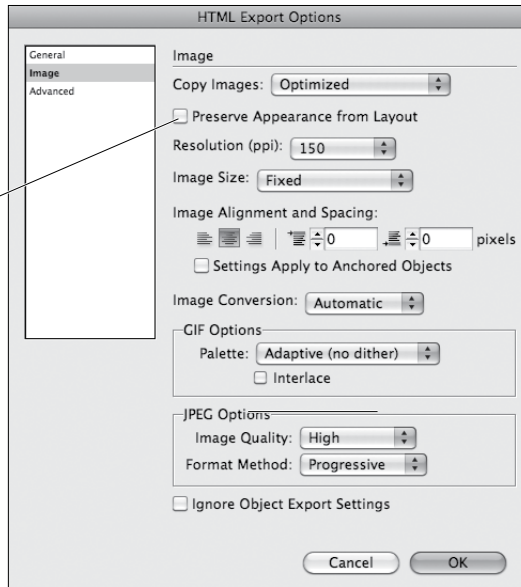 HTML Export Options
General
Image
Advanced
Image
Copy Images: Optimized
Preserve Appearance from Layout
Resolution (ppi): 150
Image Size: Fixed
Image Alignment and Spacing:
0 0 pixels
Settings Apply to Anchored Objects
Image Conversion: Automatic
GIF Options
Palette: Adaptive (no dither)
Interlace
JPEG Options
Image Quality: High
Format Method: Progressive
Ignore Object Export Settings
Cancel OK